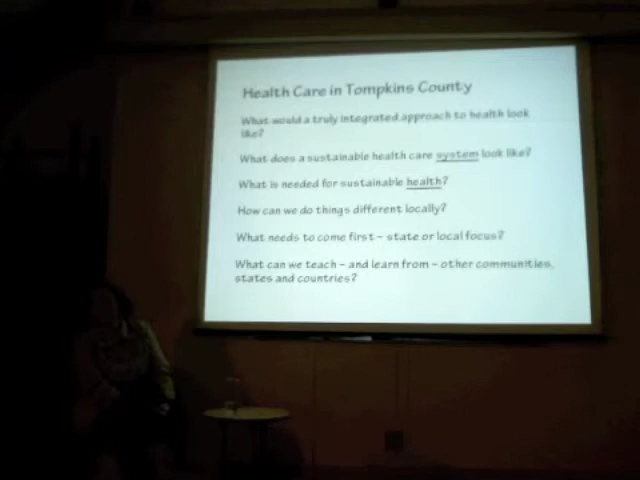 Health Care in Tompkins County
What would a truly integrated approach to health look
like?
What does a sustainable health care system look like?
What is needed for sustainable health?
How can we do things different locally?
What needs to come first – state or local focus?
What can we teach – and learn from – other communities,
states and countries?